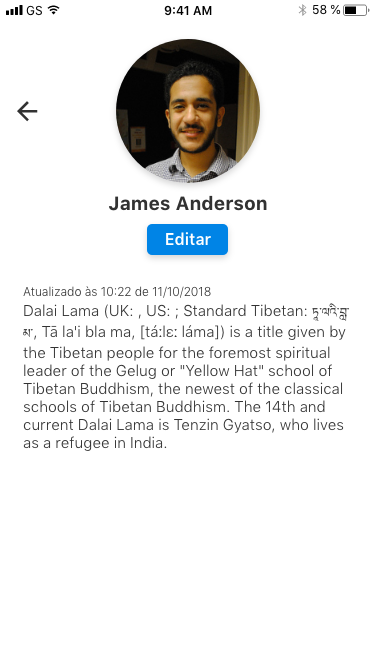 GS 9:41 AM 58 %
James Anderson
Editar
Atualizado às 10:22 de 11/10/2018
Dalai Lama (UK: , US: ; Standard Tibetan: ཏཱ་ལའི་བླ་
མ་, Tā la'i bla ma, [táːlɛː láma]) is a title given by
the Tibetan people for the foremost spiritual
leader of the Gelug or "Yellow Hat" school of
Tibetan Buddhism, the newest of the classical
schools of Tibetan Buddhism. The 14th and
current Dalai Lama is Tenzin Gyatso, who lives
as a refugee in India.